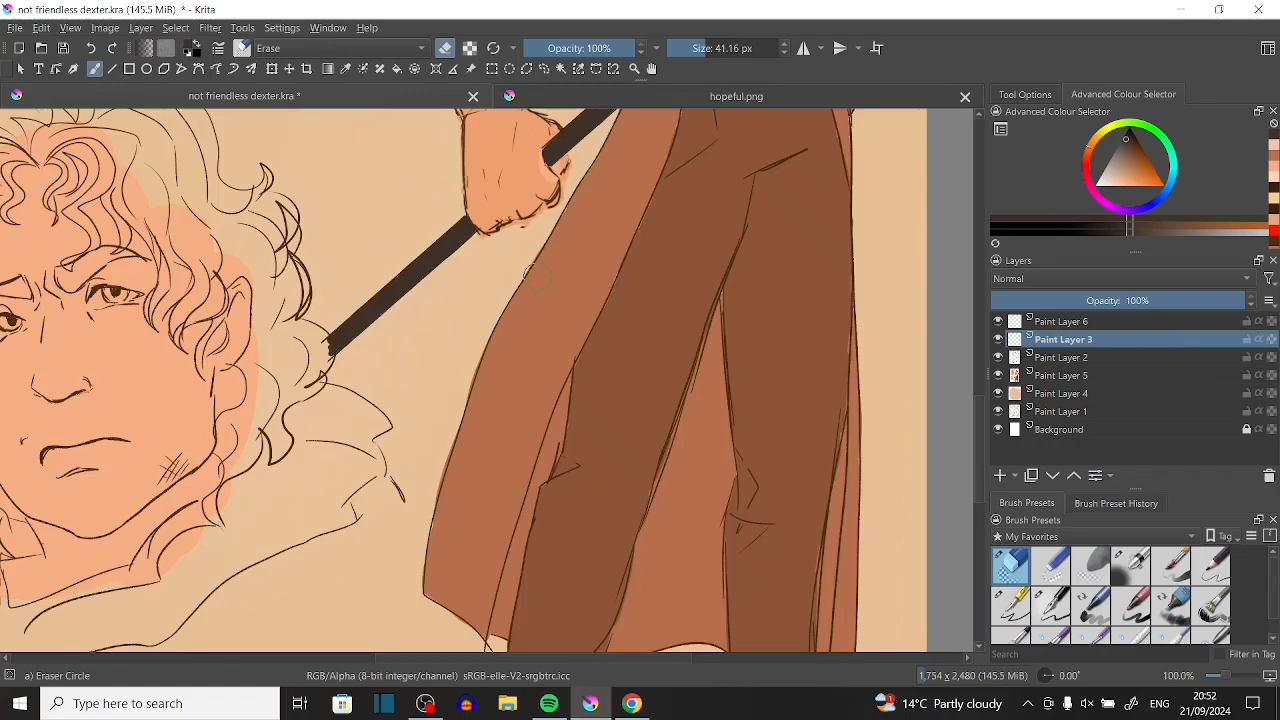 not friendless dexter.kra (145.5 MiB) * - Krita
File Edit View Image Layer Select Filter Tools Settings Window Help
Erase Opacity: 100% Size: 41.16 px
not friendless dexter.kra * hopeful.png
Tool Options Advanced Colour Selector
Advanced Colour Selector
Layers
Normal
Opacity: 100%
Paint Layer 6
Paint Layer 3
Paint Layer 2
Paint Layer 5
Paint Layer 4
Paint Layer 1
Background
Brush Presets Brush Preset History
Brush Presets
My Favorites Tag
Search Filter in Tag
a) Eraser Circle RGB/Alpha (8-bit integer/channel) sRGB-elle-V2-srgbtrc.icc 1,754 x 2,480 (145.5 MiB) 0.00° 100.0%
Type here to search 14°C Partly cloudy 20:52
21/09/2024